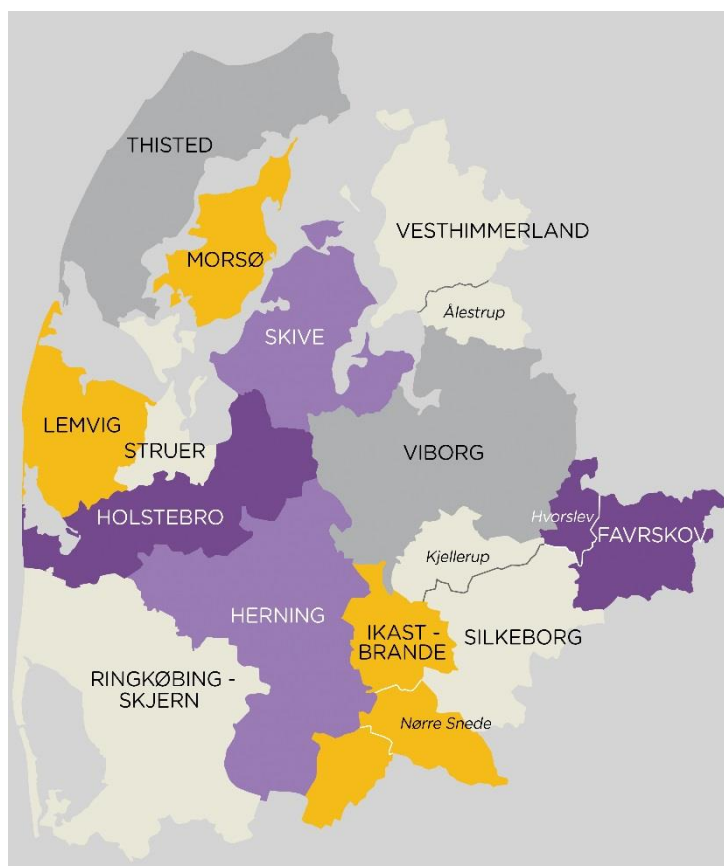 THISTED
VESTHIMMERLAND
MORSØ
Ålestrup
SKIVE
LEMVIG
STRUER
VIBORG
HOLSTEBRO
Hvorslev
FAVRSKOV
Kjellerup
HERNING
IKAST -
BRANDE
SILKEBORG
RINGKØBING -
SKJERN
Nørre Snede